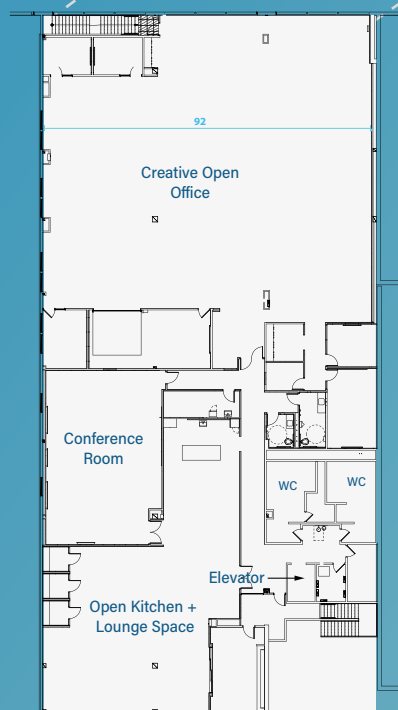 92
Creative Open
Office
Conference
Room
WC
WC
Elevator
Open Kitchen +
Lounge Space